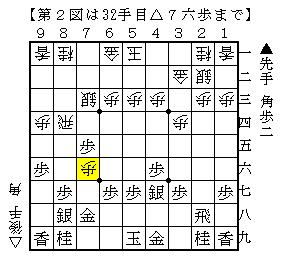 【第２図は32手目△７六歩まで】
９ ８ ７ ６ ５ ４ ３ ２ １
香 桂 金 王 桂 香 一
金 銀 二
銀 歩 歩 歩 歩 歩 三
歩 飛 歩 四
歩 五
歩 歩 歩 六
歩 歩 歩 銀 歩 歩 七
銀 金 飛 八
香 桂 王 金 桂 香 九
▲先手 角歩二
△後手 角